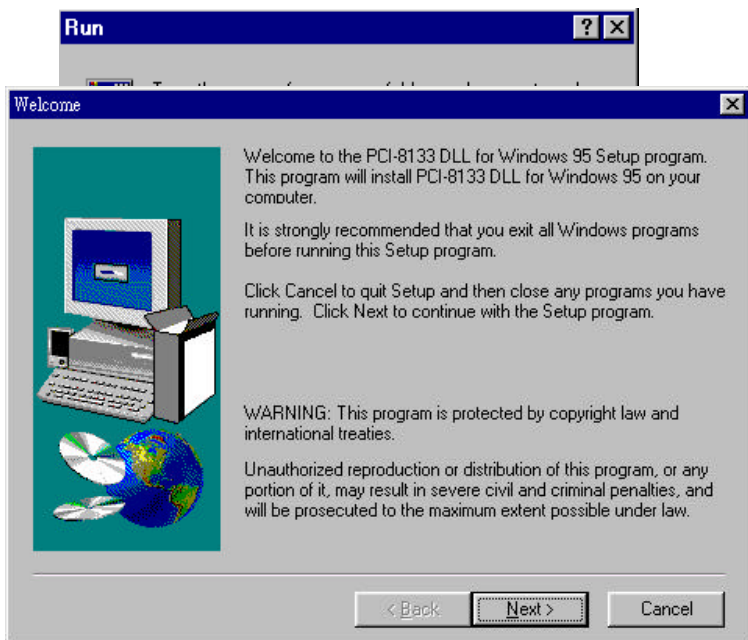 Run
Welcome
Welcome to the PCI-8133 DLL for Windows 95 Setup program.
This program will install PCI-8133 DLL for Windows 95 on your
computer.
It is strongly recommended that you exit all Windows programs
before running this Setup program.
Click Cancel to quit Setup and then close any programs you have
running.  Click Next to continue with the Setup program.
WARNING: This program is protected by copyright law and
international treaties.
Unauthorized reproduction or distribution of this program, or any
portion of it, may result in severe civil and criminal penalties, and
will be prosecuted to the maximum extent possible under law.
< Back
Next >
Cancel